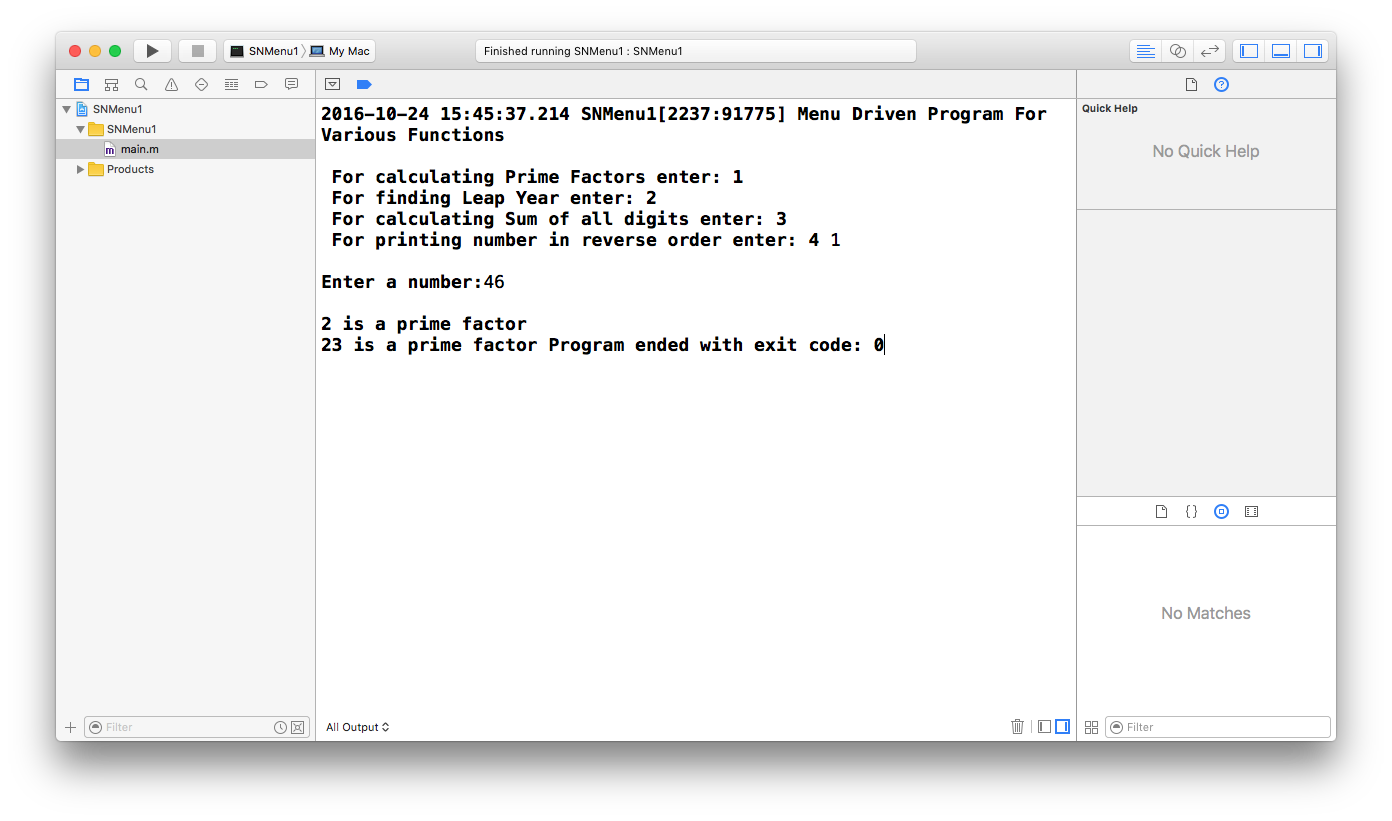 SNMenu1 My Mac
Finished running SNMenu1 : SNMenu1
SNMenu1
SNMenu1
main.m
Products
Filter
2016-10-24 15:45:37.214 SNMenu1[2237:91775] Menu Driven Program For
Various Functions
For calculating Prime Factors enter: 1
For finding Leap Year enter: 2
For calculating Sum of all digits enter: 3
For printing number in reverse order enter: 4 1
Enter a number:46
2 is a prime factor
23 is a prime factor Program ended with exit code: 0
All Output
Quick Help
No Quick Help
No Matches
Filter